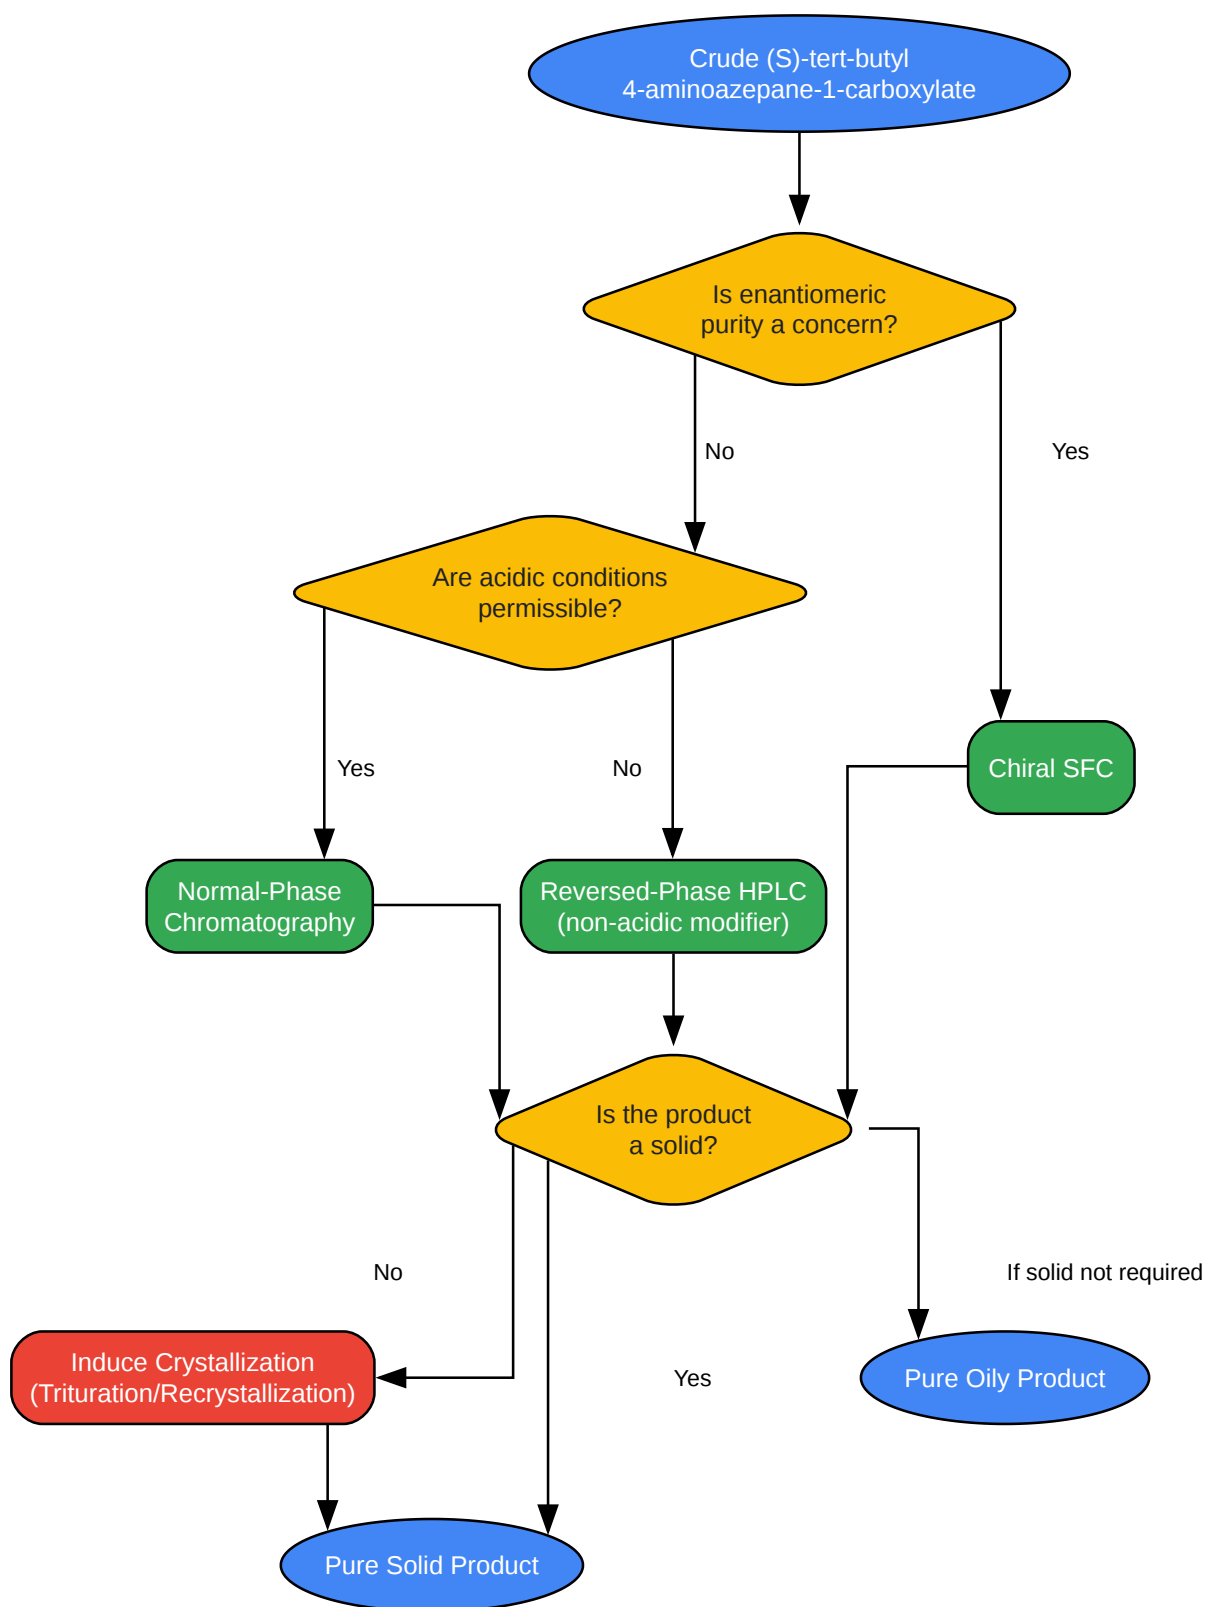 Crude (S)-tert-butyl
4-aminoazepane-1-carboxylate
Is enantiomeric
purity a concern?
No
Yes
Are acidic conditions
permissible?
Yes
No
Chiral SFC
Normal-Phase
Chromatography
Reversed-Phase HPLC
(non-acidic modifier)
Is the product
a solid?
No
If solid not required
Induce Crystallization
(Trituration/Recrystallization)
Yes
Pure Oily Product
Pure Solid Product